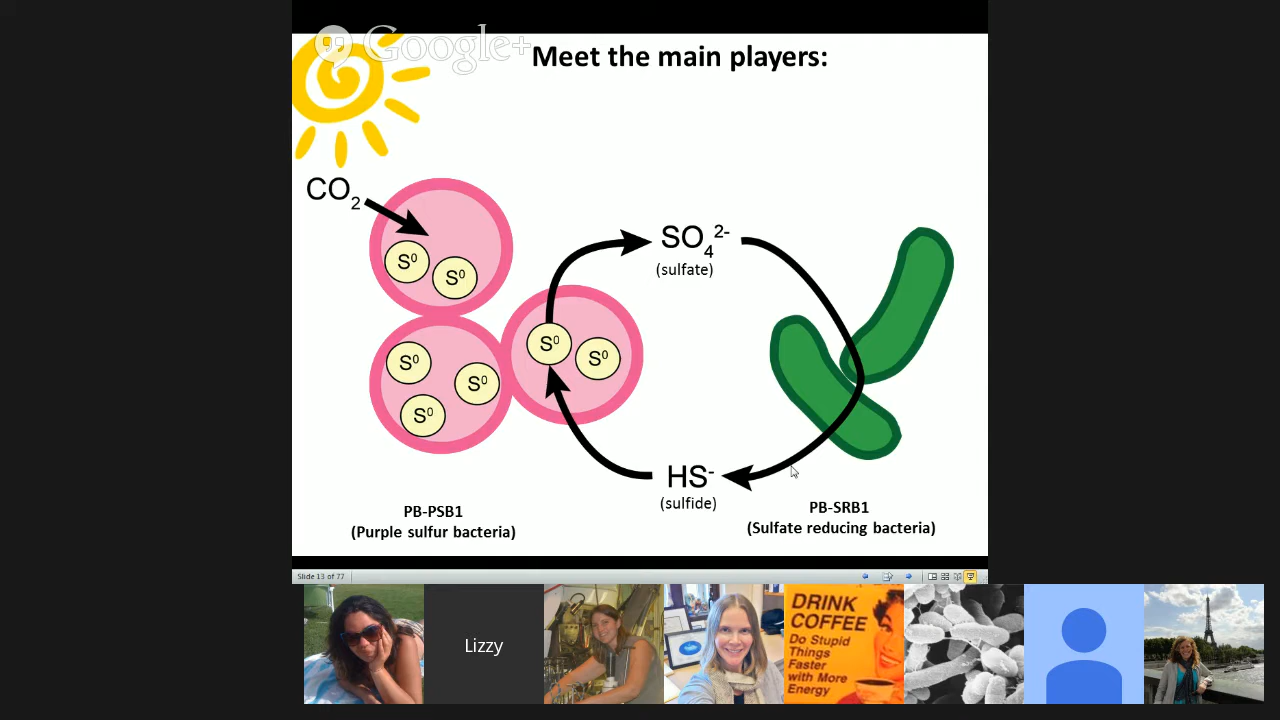 Google+
Meet the main players:
CO₂
S⁰
S⁰
S⁰
S⁰
S⁰
S⁰
S⁰
SO₄²⁻
(sulfate)
HS⁻
(sulfide)
PB-PSB1
(Purple sulfur bacteria)
PB-SRB1
(Sulfate reducing bacteria)
Slide 13 of 77
Lizzy
DRINK
COFFEE
Do Stupid
Things
Faster
with More
Energy